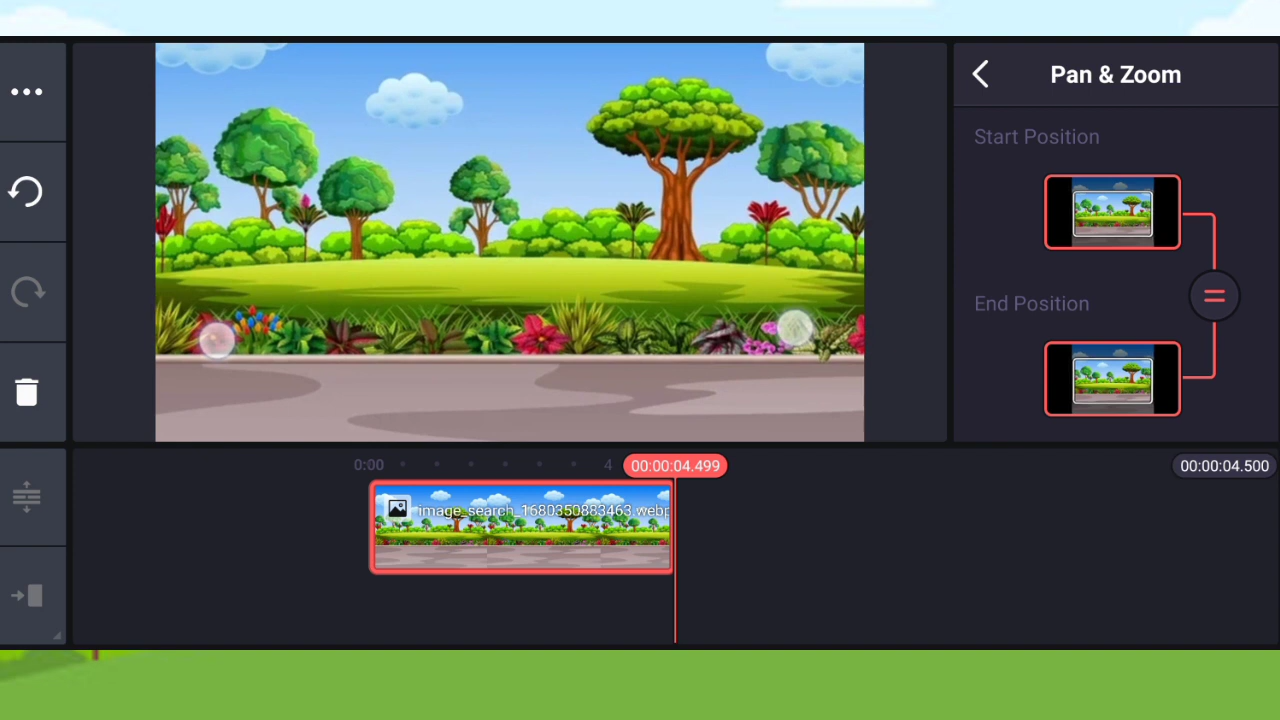 Pan & Zoom
Start Position
End Position
0:00
4
00:00:04.499
00:00:04.500
image_search_1680350883463.webp